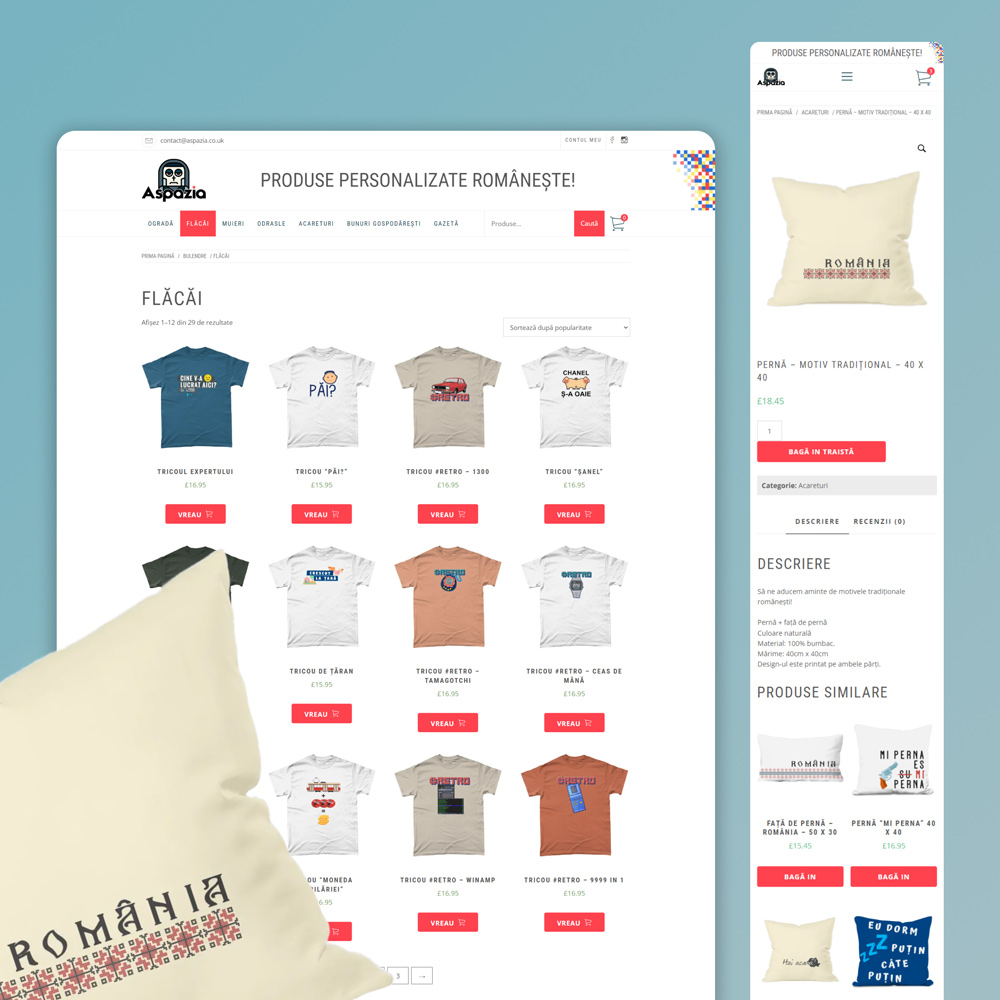 contact@aspazia.co.uk
CONTUL MEU
Aspazia
PRODUSE PERSONALIZATE ROMÂNEȘTE!
OGRADĂ
FLĂCĂI
MUIERI
ODRASLE
ACARETURI
BUNURI GOSPODĂREȘTI
GAZETĂ
Produse...
Caută
0
PRIMA PAGINĂ / BULENDRE / FLĂCĂI
FLĂCĂI
Afișez 1–12 din 29 de rezultate
Sortează după popularitate
CINE V-A
LUCRAT AICI?
PĂI?
RETRO
CHANEL
Ș-A OAIE
TRICOUL EXPERTULUI
TRICOU "PĂI?"
TRICOU #RETRO – 1300
TRICOU "ȘANEL"
£16.95
£15.95
£16.95
£16.95
VREAU
VREAU
VREAU
VREAU
CRESCUT
LA ȚARĂ
RETRO
RETRO
TRICOU DE ȚĂRAN
TRICOU #RETRO –
TAMAGOTCHI
TRICOU #RETRO – CEAS DE
MÂNĂ
£15.95
£16.95
£16.95
VREAU
VREAU
VREAU
+
=
RETRO
RETRO
"MONEDA
TRICOU #RETRO – WINAMP
TRICOU #RETRO – 9999 IN 1
£16.95
£16.95
VREAU
VREAU
3
→
ROMÂNIA
PRODUSE PERSONALIZATE ROMÂNEȘTE!
Aspazia
3
PRIMA PAGINĂ / ACARETURI / PERNĂ – MOTIV TRADIȚIONAL – 40 X 40
ROMÂNIA
PERNĂ – MOTIV TRADIȚIONAL – 40 X
40
£18.45
1
BAGĂ IN TRAISTĂ
Categorie: Acareturi
DESCRIERE
RECENZII (0)
DESCRIERE
Să ne aducem aminte de motivele tradiționale
românești!
Pernă + față de pernă
Culoare naturală
Material: 100% bumbac.
Mărime: 40cm x 40cm
Design-ul este printat pe ambele părți.
PRODUSE SIMILARE
ROMÂNIA
MI PERNA
ES
SU MI
PERNA
FAȚĂ DE PERNĂ –
ROMÂNIA – 50 X 30
PERNĂ "MI PERNA" 40
X 40
£15.45
£16.95
BAGĂ IN
BAGĂ IN
EU DORM
ZZZ PUȚIN
CÂTE
PUȚIN